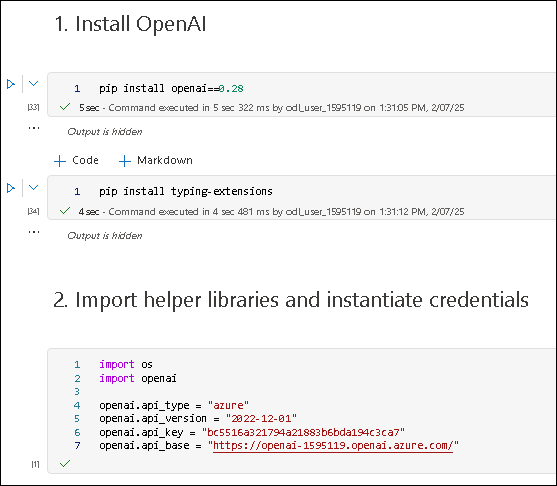 1. Install OpenAI
1 pip install openai==0.28
[33] 5 sec - Command executed in 5 sec 322 ms by odl_user_1595119 on 1:31:05 PM, 2/07/25
... Output is hidden
+ Code + Markdown
1 pip install typing-extensions
[34] 4 sec - Command executed in 4 sec 481 ms by odl_user_1595119 on 1:31:12 PM, 2/07/25
... Output is hidden
2. Import helper libraries and instantiate credentials
1 import os
2 import openai
3
4 openai.api_type = "azure"
5 openai.api_version = "2022-12-01"
6 openai.api_key = "bc5516a321794a21883b6bda194c3ca7"
7 openai.api_base = "https://openai-1595119.openai.azure.com/"
[1]